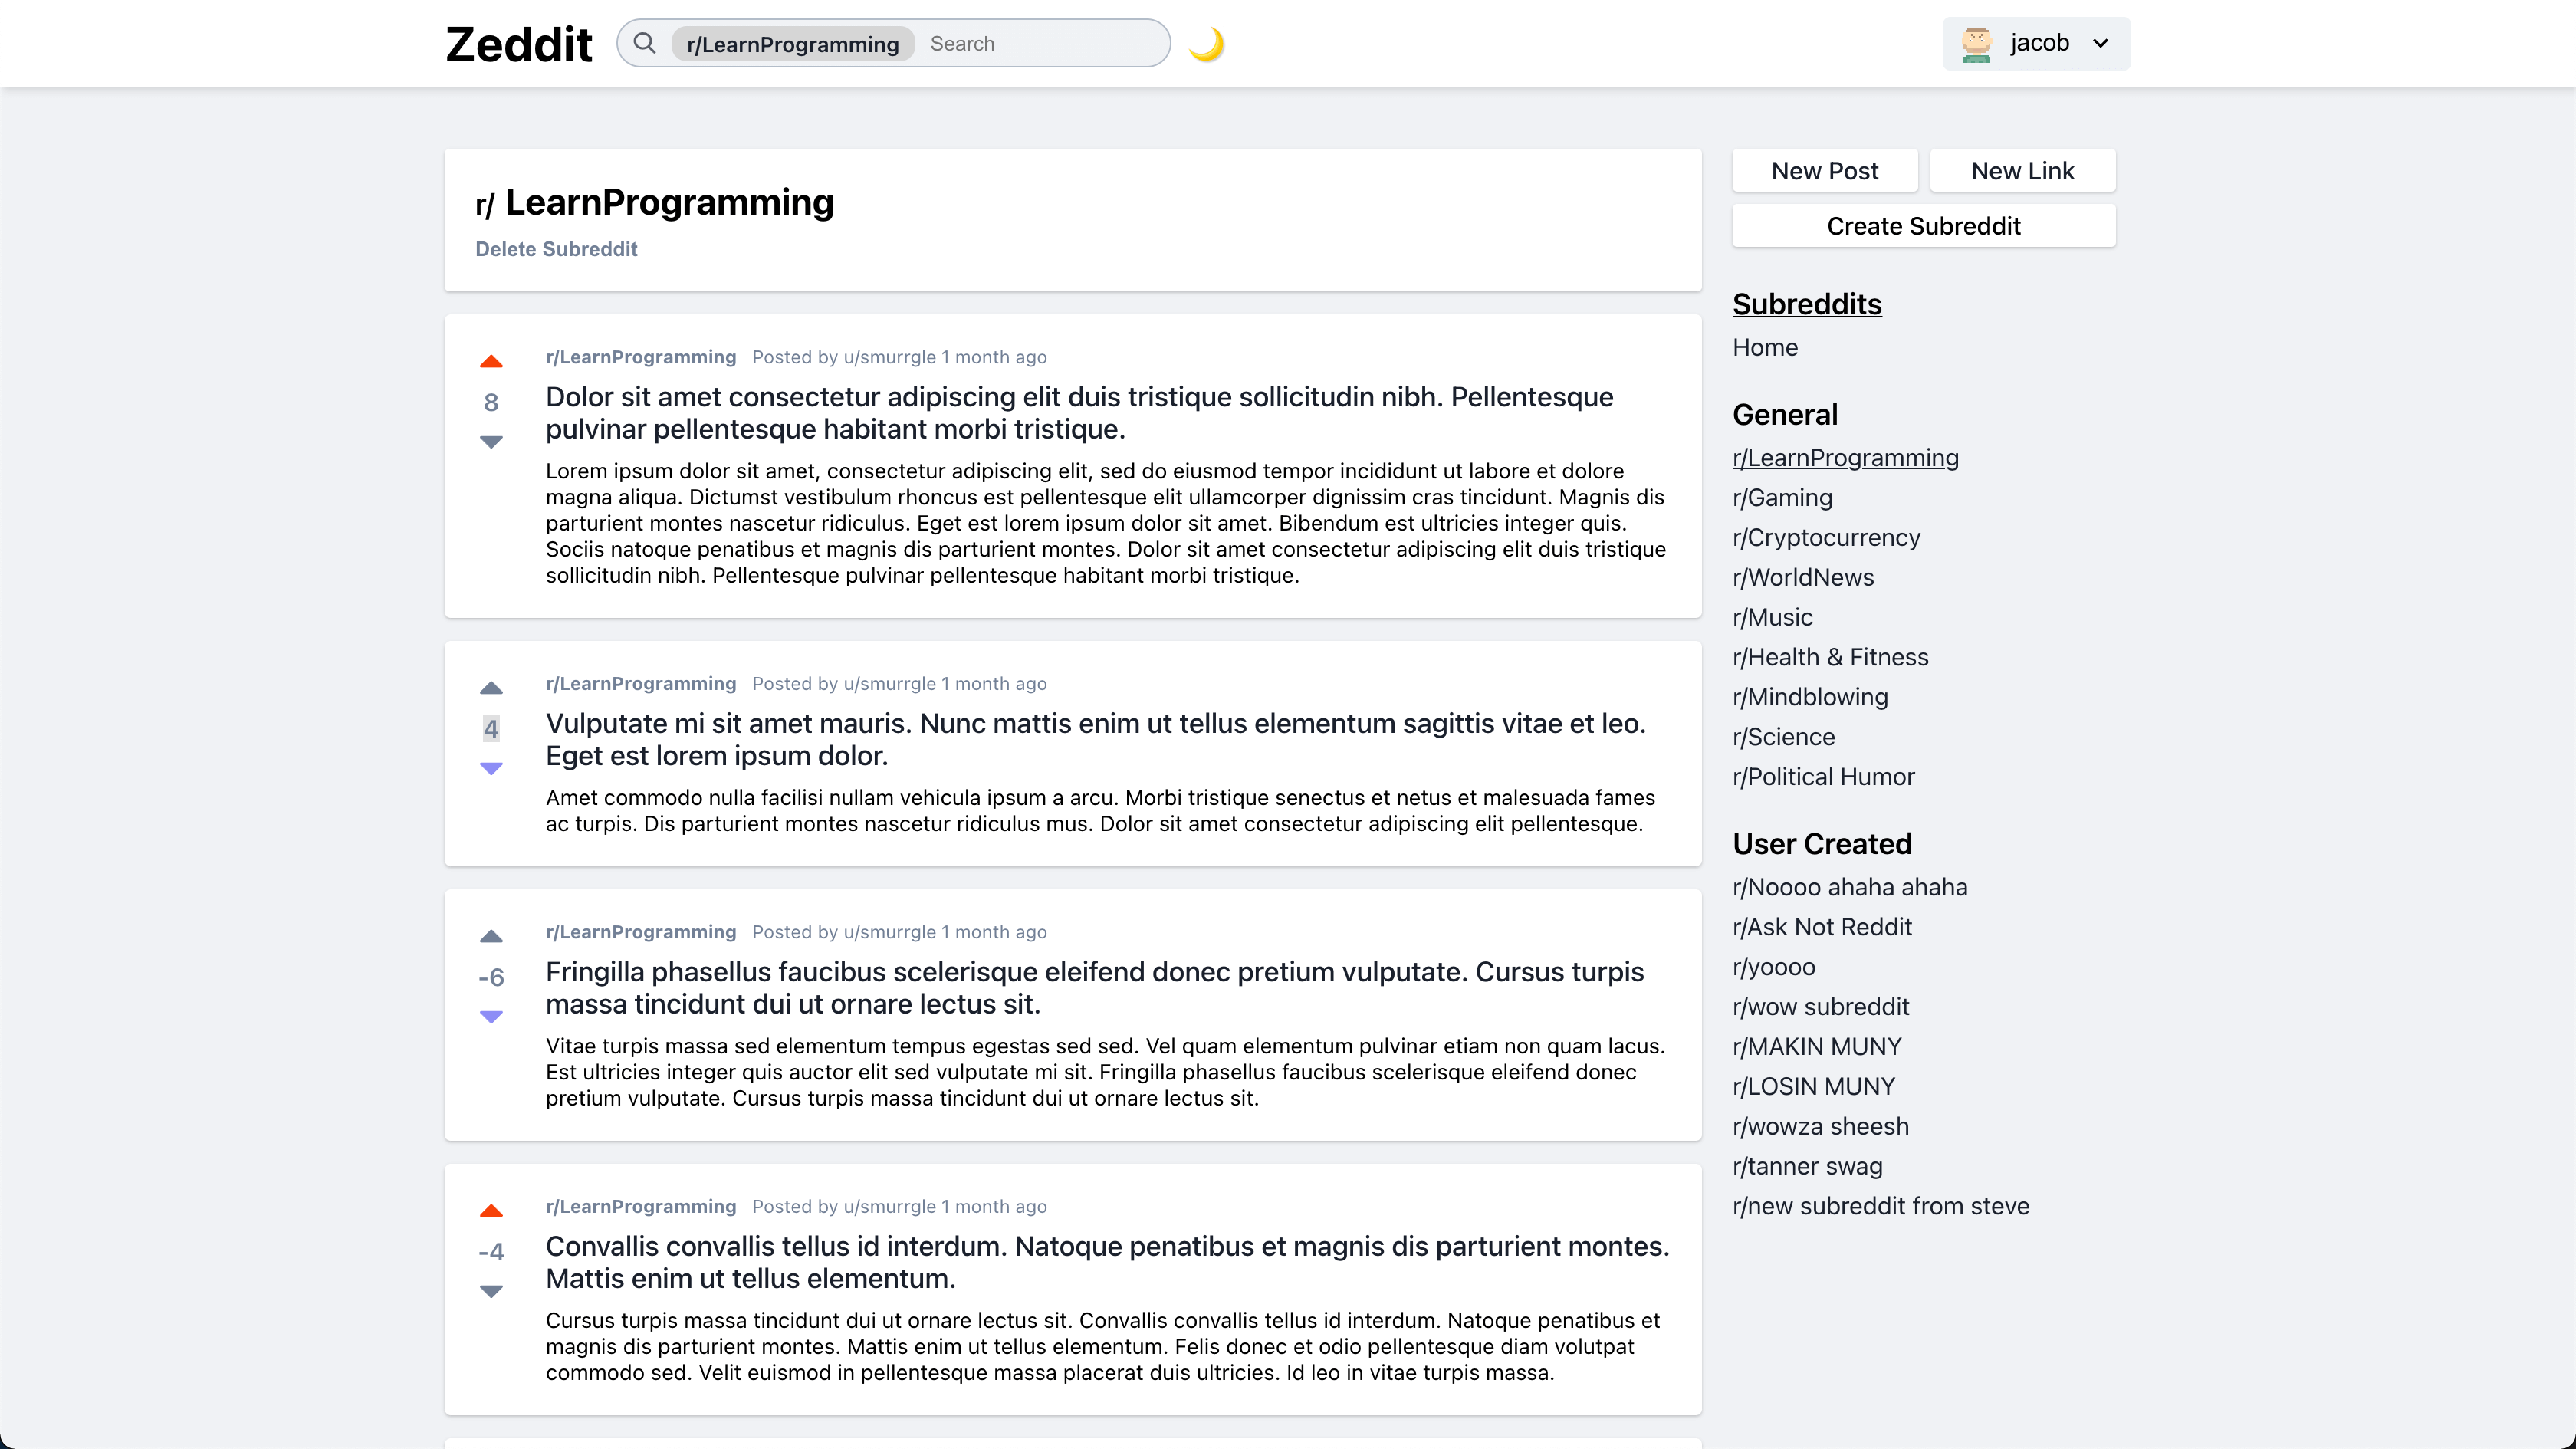 Zeddit
r/LearnProgramming Search
jacob
r/ LearnProgramming
Delete Subreddit
r/LearnProgramming Posted by u/smurrgle 1 month ago
8
Dolor sit amet consectetur adipiscing elit duis tristique sollicitudin nibh. Pellentesque
pulvinar pellentesque habitant morbi tristique.
Lorem ipsum dolor sit amet, consectetur adipiscing elit, sed do eiusmod tempor incididunt ut labore et dolore
magna aliqua. Dictumst vestibulum rhoncus est pellentesque elit ullamcorper dignissim cras tincidunt. Magnis dis
parturient montes nascetur ridiculus. Eget est lorem ipsum dolor sit amet. Bibendum est ultricies integer quis.
Sociis natoque penatibus et magnis dis parturient montes. Dolor sit amet consectetur adipiscing elit duis tristique
sollicitudin nibh. Pellentesque pulvinar pellentesque habitant morbi tristique.
r/LearnProgramming Posted by u/smurrgle 1 month ago
4
Vulputate mi sit amet mauris. Nunc mattis enim ut tellus elementum sagittis vitae et leo.
Eget est lorem ipsum dolor.
Amet commodo nulla facilisi nullam vehicula ipsum a arcu. Morbi tristique senectus et netus et malesuada fames
ac turpis. Dis parturient montes nascetur ridiculus mus. Dolor sit amet consectetur adipiscing elit pellentesque.
r/LearnProgramming Posted by u/smurrgle 1 month ago
-6
Fringilla phasellus faucibus scelerisque eleifend donec pretium vulputate. Cursus turpis
massa tincidunt dui ut ornare lectus sit.
Vitae turpis massa sed elementum tempus egestas sed sed. Vel quam elementum pulvinar etiam non quam lacus.
Est ultricies integer quis auctor elit sed vulputate mi sit. Fringilla phasellus faucibus scelerisque eleifend donec
pretium vulputate. Cursus turpis massa tincidunt dui ut ornare lectus sit.
r/LearnProgramming Posted by u/smurrgle 1 month ago
-4
Convallis convallis tellus id interdum. Natoque penatibus et magnis dis parturient montes.
Mattis enim ut tellus elementum.
Cursus turpis massa tincidunt dui ut ornare lectus sit. Convallis convallis tellus id interdum. Natoque penatibus et
magnis dis parturient montes. Mattis enim ut tellus elementum. Felis donec et odio pellentesque diam volutpat
commodo sed. Velit euismod in pellentesque massa placerat duis ultricies. Id leo in vitae turpis massa.
New Post
New Link
Create Subreddit
Subreddits
Home
General
r/LearnProgramming
r/Gaming
r/Cryptocurrency
r/WorldNews
r/Music
r/Health & Fitness
r/Mindblowing
r/Science
r/Political Humor
User Created
r/Noooo ahaha ahaha
r/Ask Not Reddit
r/yoooo
r/wow subreddit
r/MAKIN MUNY
r/LOSIN MUNY
r/wowza sheesh
r/tanner swag
r/new subreddit from steve